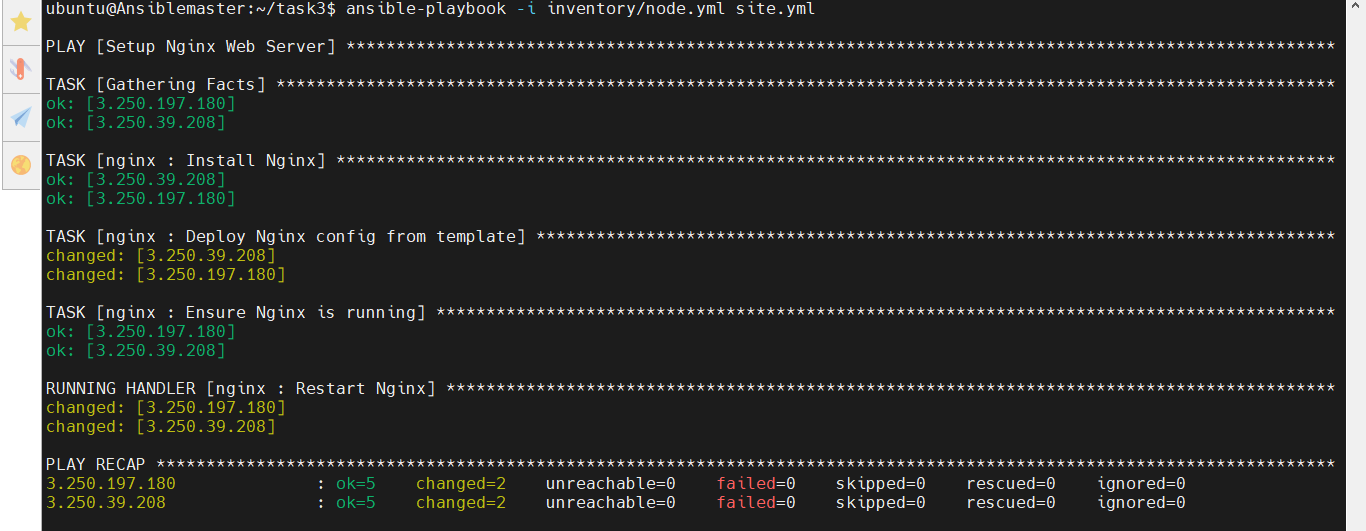 ubuntu@Ansiblemaster:~/task3$ ansible-playbook -i inventory/node.yml site.yml
PLAY [Setup Nginx Web Server] ***************************************************************************************************
TASK [Gathering Facts] **********************************************************************************************************
ok: [3.250.197.180]
ok: [3.250.39.208]
TASK [nginx : Install Nginx] ****************************************************************************************************
ok: [3.250.39.208]
ok: [3.250.197.180]
TASK [nginx : Deploy Nginx config from template] ********************************************************************************
changed: [3.250.39.208]
changed: [3.250.197.180]
TASK [nginx : Ensure Nginx is running] ******************************************************************************************
ok: [3.250.197.180]
ok: [3.250.39.208]
RUNNING HANDLER [nginx : Restart Nginx] *****************************************************************************************
changed: [3.250.197.180]
changed: [3.250.39.208]
PLAY RECAP **********************************************************************************************************************
3.250.197.180              : ok=5    changed=2    unreachable=0    failed=0    skipped=0    rescued=0    ignored=0
3.250.39.208               : ok=5    changed=2    unreachable=0    failed=0    skipped=0    rescued=0    ignored=0